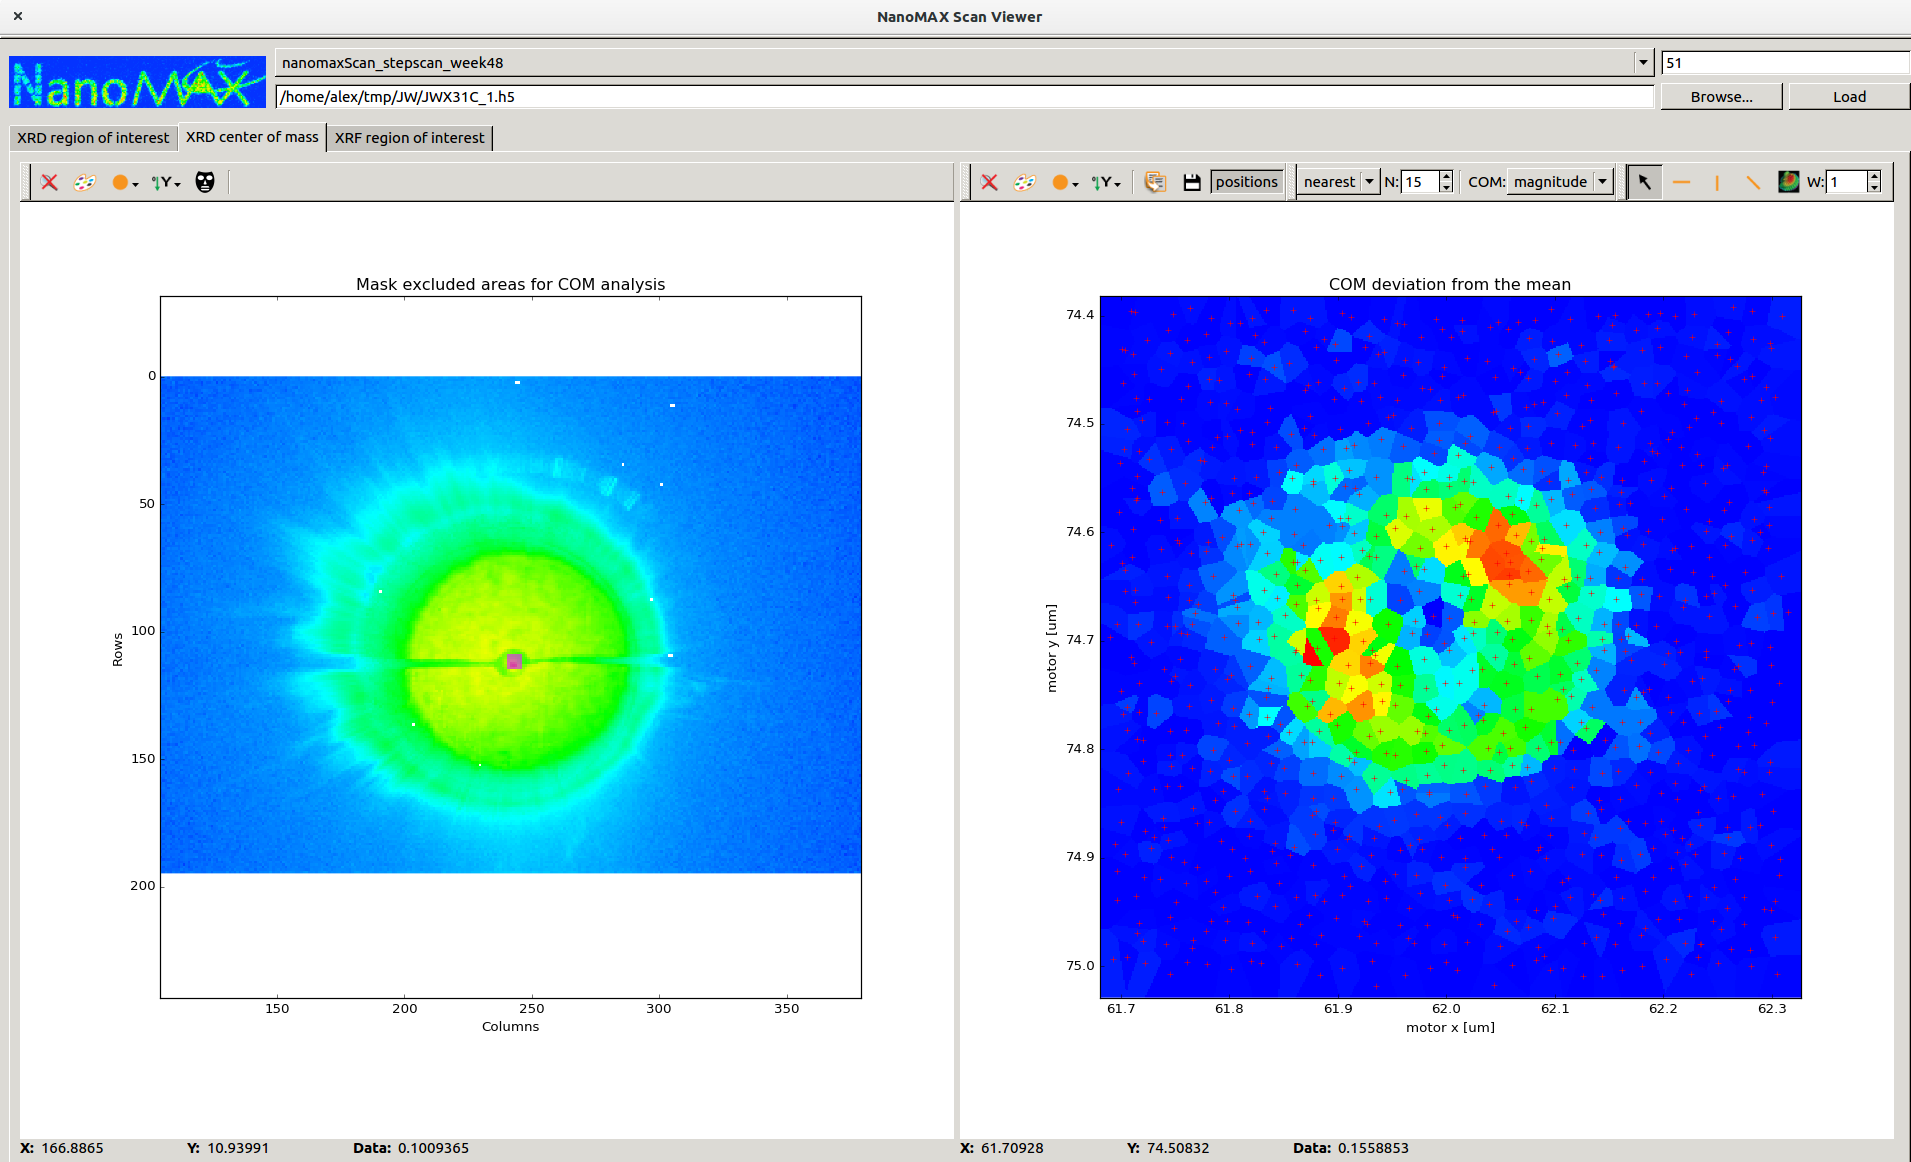 NanoMAX Scan Viewer
NanoMAX
nanomaxScan_stepscan_week48
51
/home/alex/tmp/JW/JWX31C_1.h5
Browse...
Load
XRD region of interest
XRD center of mass
XRF region of interest
Y
Y
positions
nearest
N:
15
COM:
magnitude
W:
1
Mask excluded areas for COM analysis
0
50
100
150
200
Rows
150
200
250
300
350
Columns
COM deviation from the mean
74.4
74.5
74.6
74.7
74.8
74.9
75.0
motor y [um]
61.7
61.8
61.9
62.0
62.1
62.2
62.3
motor x [um]
X: 166.8865
Y: 10.93991
Data: 0.1009365
X: 61.70928
Y: 74.50832
Data: 0.1558853